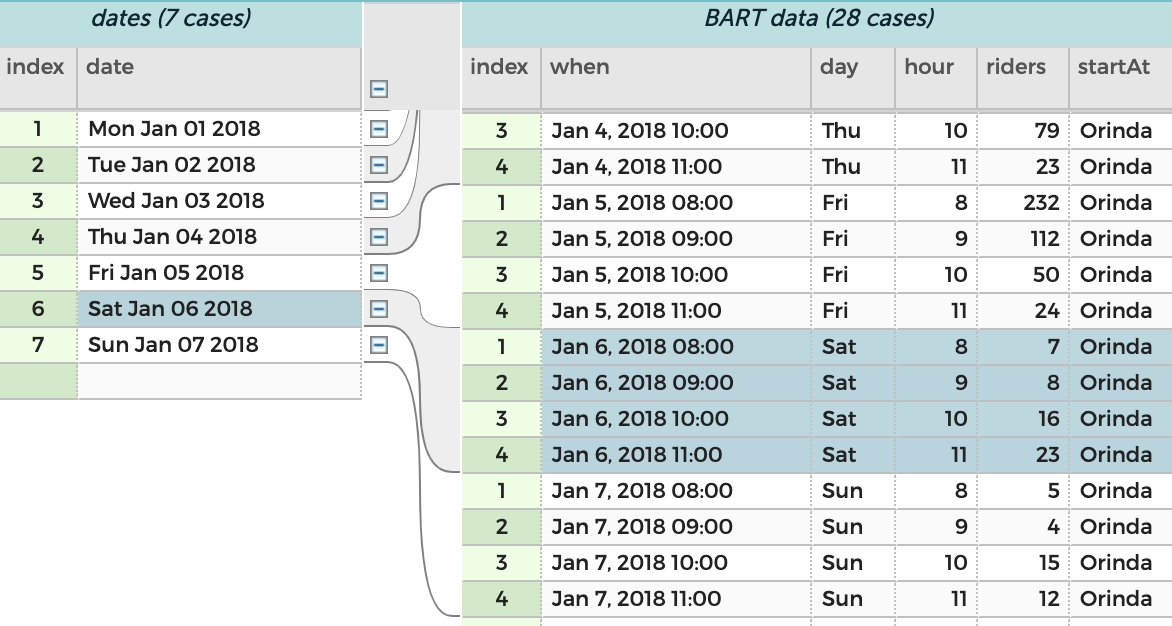 dates (7 cases)
index date
1 Mon Jan 01 2018
2 Tue Jan 02 2018
3 Wed Jan 03 2018
4 Thu Jan 04 2018
5 Fri Jan 05 2018
6 Sat Jan 06 2018
7 Sun Jan 07 2018
BART data (28 cases)
index when day hour riders startAt
3 Jan 4, 2018 10:00 Thu 10 79 Orinda
4 Jan 4, 2018 11:00 Thu 11 23 Orinda
1 Jan 5, 2018 08:00 Fri 8 232 Orinda
2 Jan 5, 2018 09:00 Fri 9 112 Orinda
3 Jan 5, 2018 10:00 Fri 10 50 Orinda
4 Jan 5, 2018 11:00 Fri 11 24 Orinda
1 Jan 6, 2018 08:00 Sat 8 7 Orinda
2 Jan 6, 2018 09:00 Sat 9 8 Orinda
3 Jan 6, 2018 10:00 Sat 10 16 Orinda
4 Jan 6, 2018 11:00 Sat 11 23 Orinda
1 Jan 7, 2018 08:00 Sun 8 5 Orinda
2 Jan 7, 2018 09:00 Sun 9 4 Orinda
3 Jan 7, 2018 10:00 Sun 10 15 Orinda
4 Jan 7, 2018 11:00 Sun 11 12 Orinda